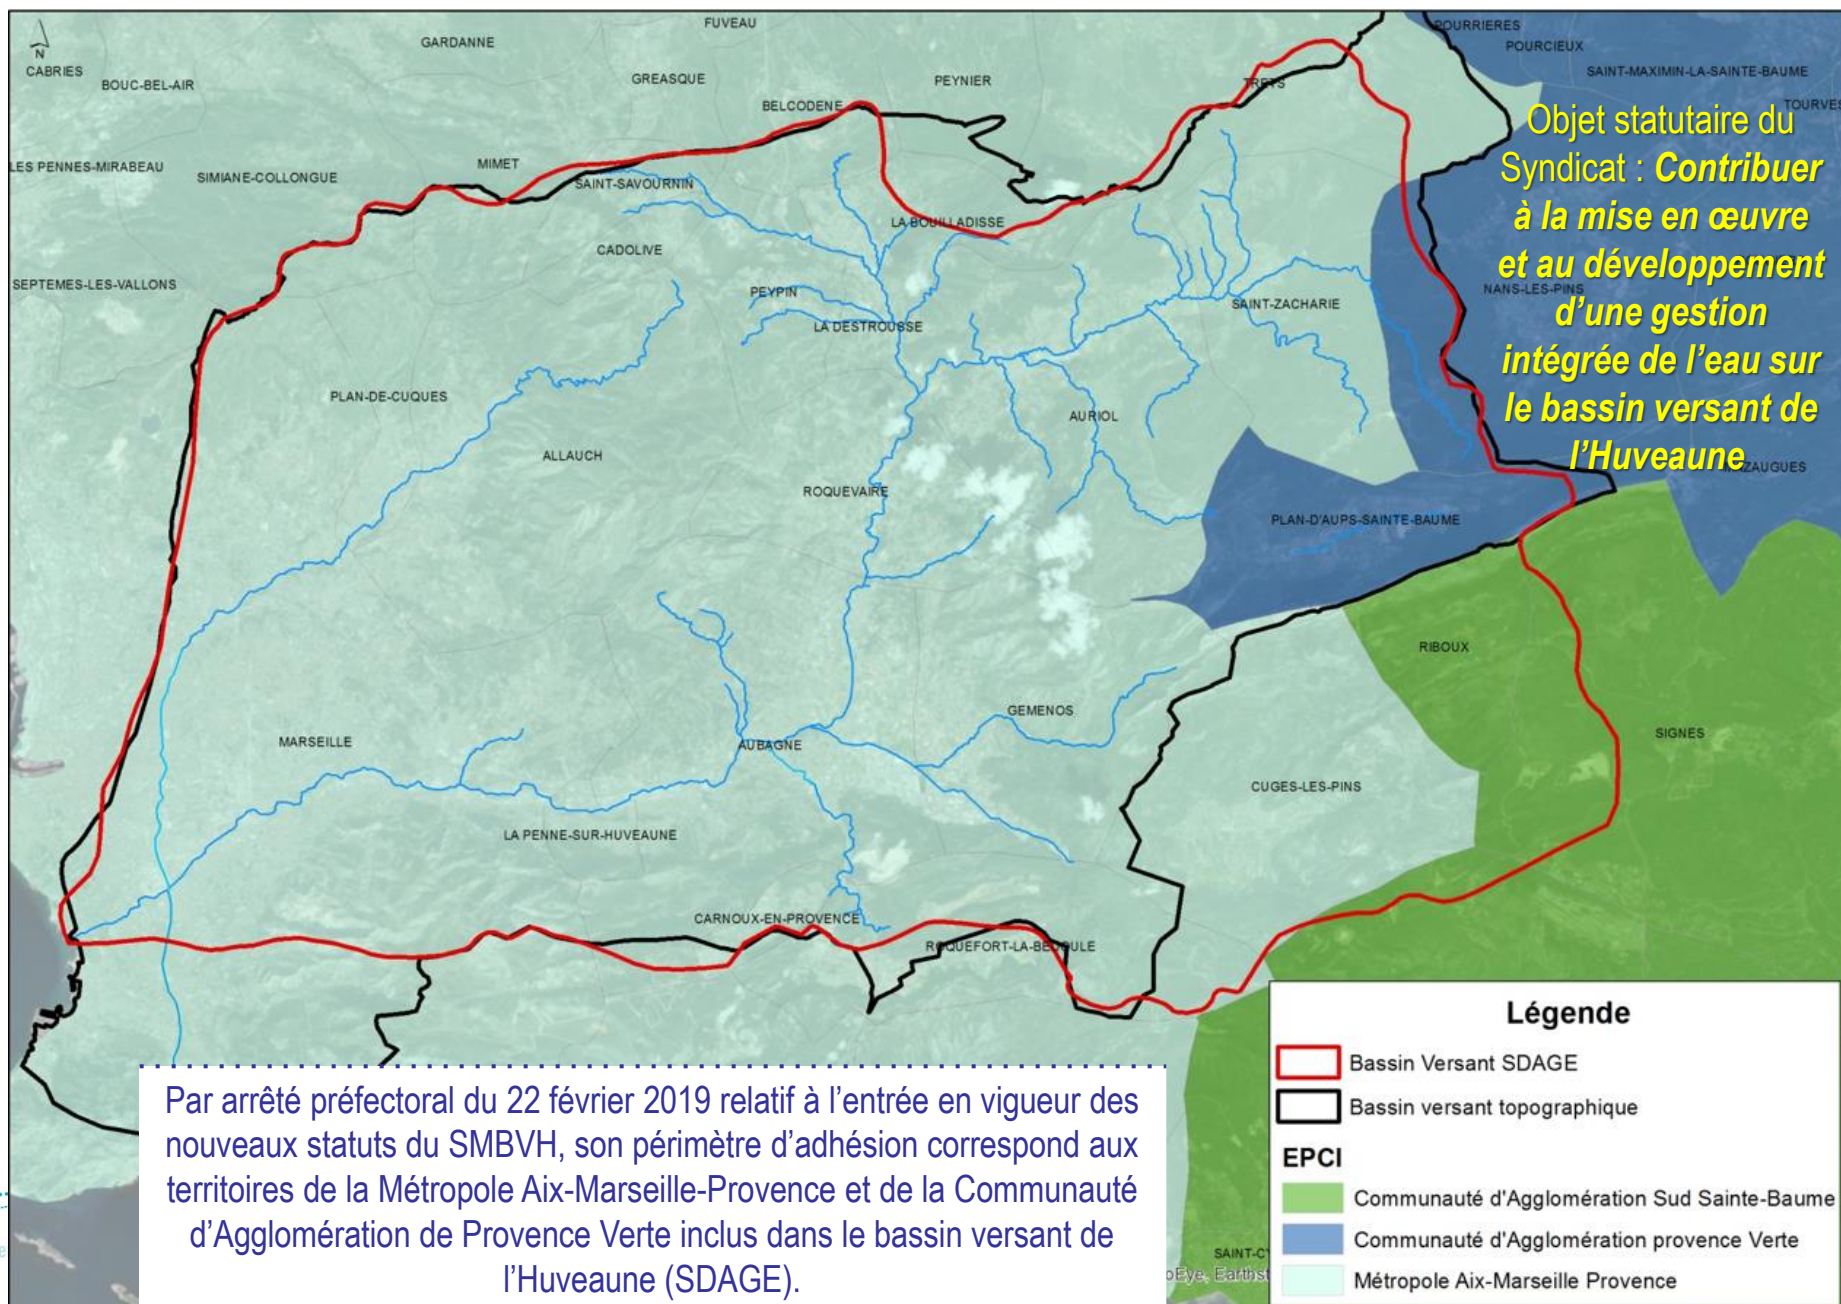 FUVEAU
POURRIERES
GARDANNE
POURCIEUX
N
CABRIES
BOUC-BEL-AIR
GREASQUE
PEYNIER
TRETS
SAINT-MAXIMIN-LA-SAINTE-BAUME
BELCODENE
TOURVES
Objet statutaire du
Syndicat : Contribuer
à la mise en œuvre
et au développement
d’une gestion
intégrée de l’eau sur
le bassin versant de
l’Huveaune
LES PENNES-MIRABEAU
SIMIANE-COLLONGUE
MIMET
SAINT-SAVOURNIN
LA BOUILLADISSE
CADOLIVE
SEPTEMES-LES-VALLONS
PEYPIN
SAINT-ZACHARIE
NANS-LES-PINS
LA DESTROUSSE
PLAN-DE-CUQUES
AURIOL
ALLAUCH
ROQUEVAIRE
PLAN-D'AUPS-SAINTE-BAUME
RIBOUX
GEMENOS
SIGNES
MARSEILLE
AUBAGNE
CUGES-LES-PINS
LA PENNE-SUR-HUVEAUNE
CARNOUX-EN-PROVENCE
ROQUEFORT-LA-BEDOULE
Par arrêté préfectoral du 22 février 2019 relatif à l’entrée en vigueur des
nouveaux statuts du SMBVH, son périmètre d’adhésion correspond aux
territoires de la Métropole Aix-Marseille-Provence et de la Communauté
d’Agglomération de Provence Verte inclus dans le bassin versant de
l’Huveaune (SDAGE).
SAINT-CY
oEye, Earthst
Légende
Bassin Versant SDAGE
Bassin versant topographique
EPCI
Communauté d'Agglomération Sud Sainte-Baume
Communauté d'Agglomération provence Verte
Métropole Aix-Marseille Provence